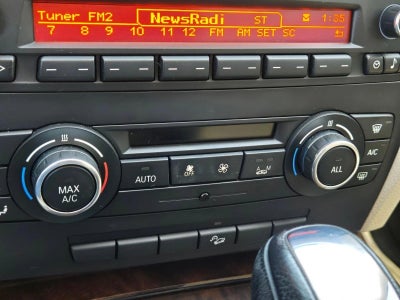 Tuner FM2 NewsRadi ST 1:35
7 8 9 10 11 12 FM AM SET SC
MAX A/C
AUTO
OFF
A M
ALL
A/C